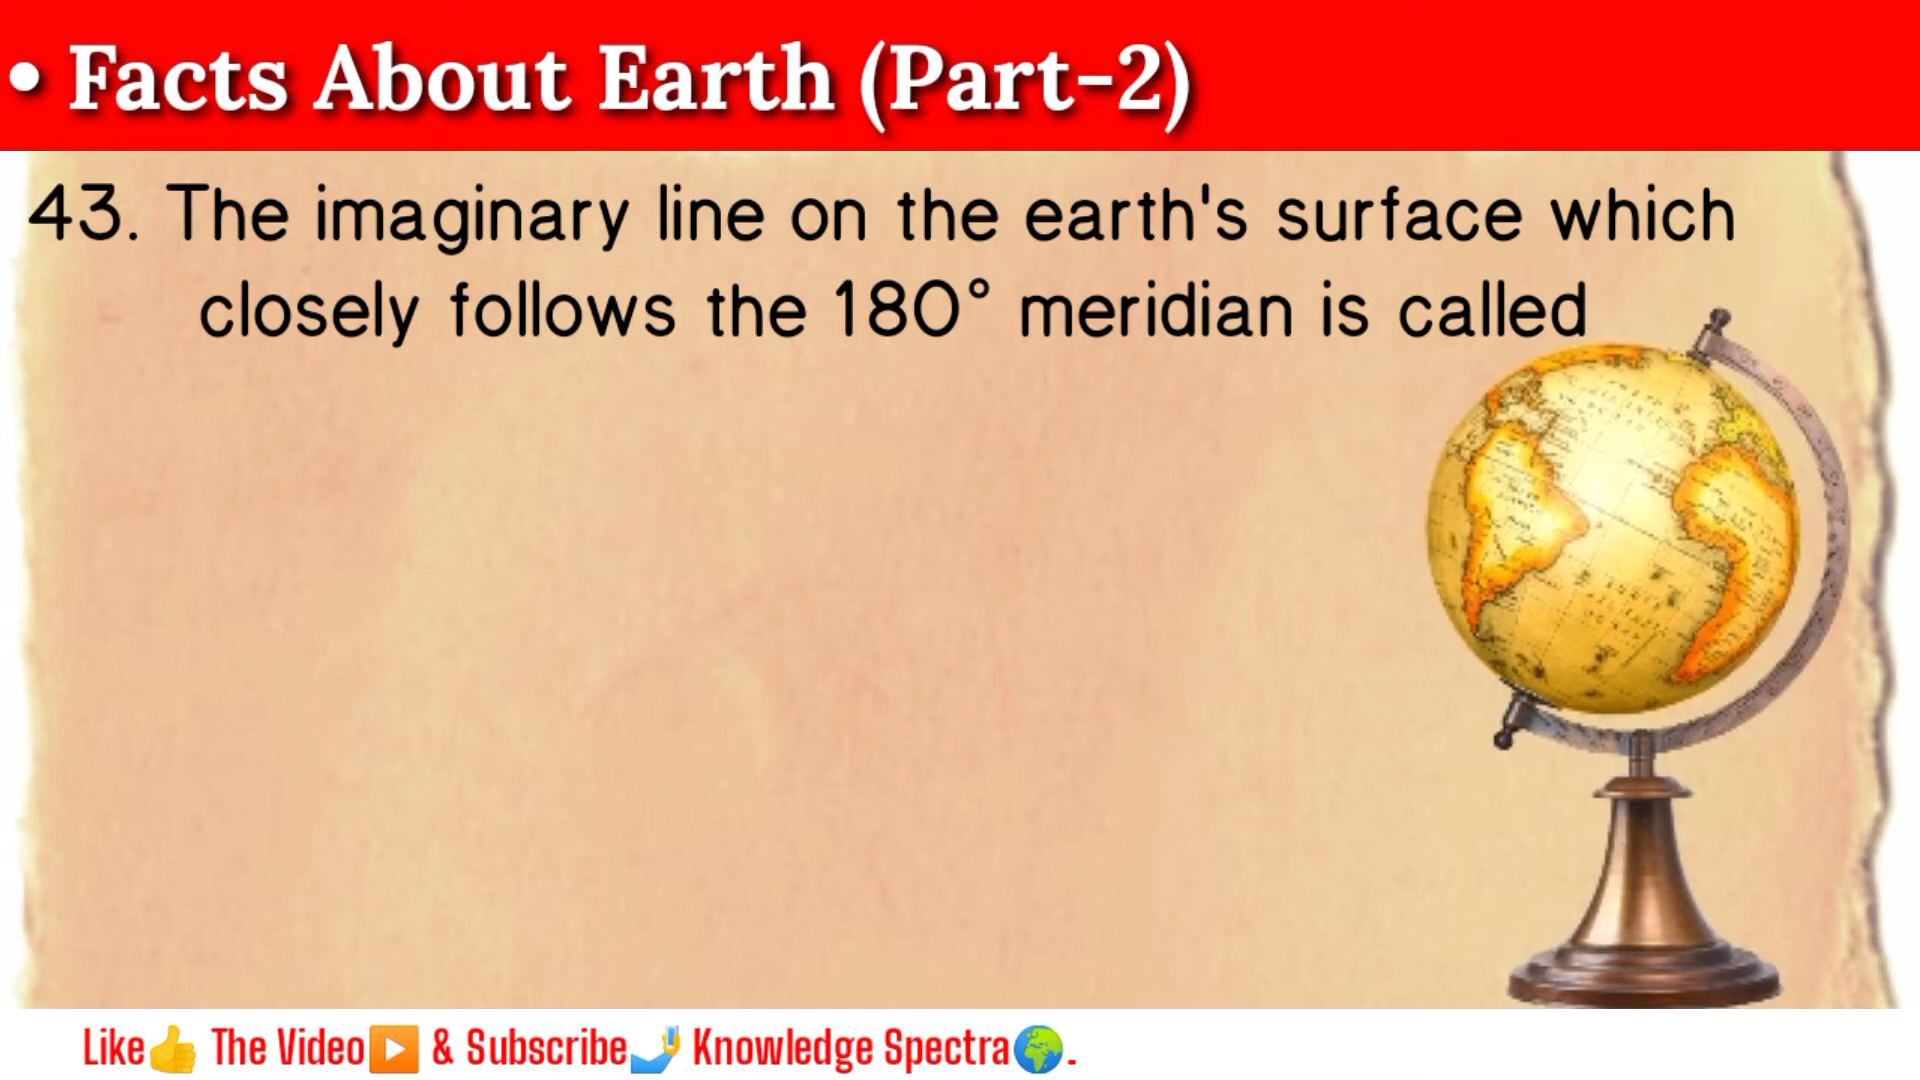 • Facts About Earth (Part-2)
43. The imaginary line on the earth's surface which
closely follows the 180° meridian is called
Like👍 The Video▶️ & Subscribe🤳 Knowledge Spectra🌍.